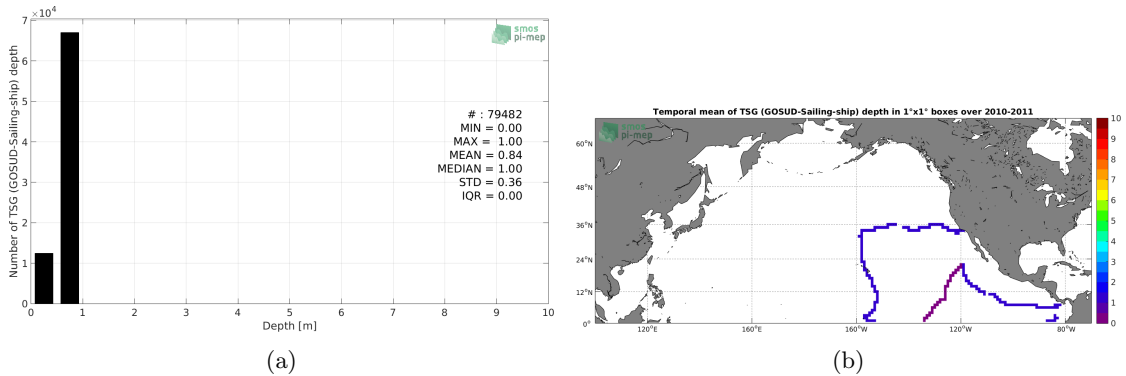 7 ×10⁴
6
5
4
3
2
1
0
Number of TSG (GOSUD-Sailing-ship) depth
smos
pi-mep
# : 79482
MIN = 0.00
MAX = 1.00
MEAN = 0.84
MEDIAN = 1.00
STD = 0.36
IQR = 0.00
0 1 2 3 4 5 6 7 8 9 10
Depth [m]
(a)
Temporal mean of TSG (GOSUD-Sailing-ship) depth in 1°x1° boxes over 2010-2011
smos
pi-mep
60°N
48°N
36°N
24°N
12°N
0°
120°E 160°E 160°W 120°W 80°W
10
9
8
7
6
5
4
3
2
1
0
(b)